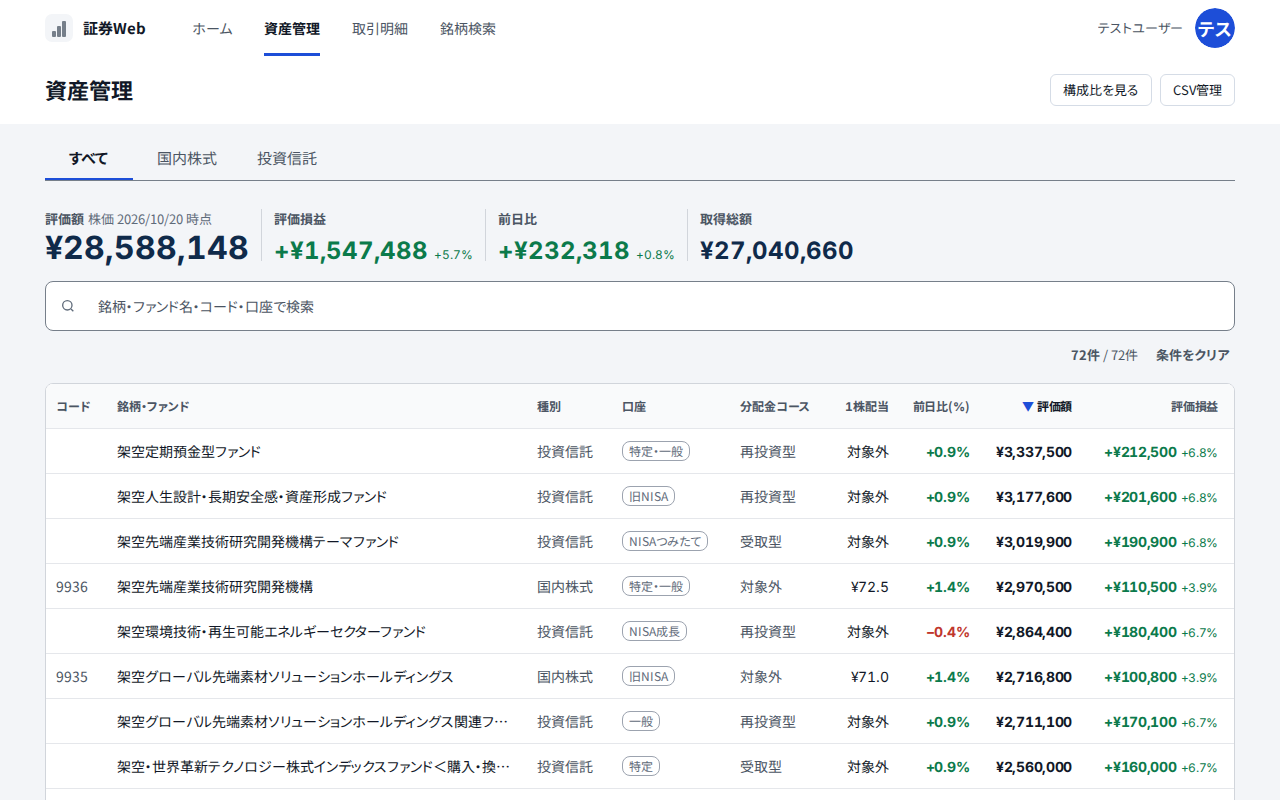 証券Web ホーム 資産管理 取引明細 銘柄検索 テストユーザー テス
資産管理 構成比を見る CSV管理
すべて 国内株式 投資信託
評価額 株価 2026/10/20 時点 評価損益 前日比 取得総額
¥28,588,148 +¥1,547,488 +5.7% +¥232,318 +0.8% ¥27,040,660
銘柄・ファンド名・コード・口座で検索
72件 / 72件 条件をクリア
コード 銘柄・ファンド 種別 口座 分配金コース 1株配当 前日比(%) ▼ 評価額 評価損益
架空定期預金型ファンド 投資信託 特定・一般 再投資型 対象外 +0.9% ¥3,337,500 +¥212,500 +6.8%
架空人生設計・長期安全感・資産形成ファンド 投資信託 旧NISA 再投資型 対象外 +0.9% ¥3,177,600 +¥201,600 +6.8%
架空先端産業技術研究開発機構テーマファンド 投資信託 NISAつみたて 受取型 対象外 +0.9% ¥3,019,900 +¥190,900 +6.8%
9936 架空先端産業技術研究開発機構 国内株式 特定・一般 対象外 ¥72.5 +1.4% ¥2,970,500 +¥110,500 +3.9%
架空環境技術・再生可能エネルギーセクターファンド 投資信託 NISA成長 再投資型 対象外 −0.4% ¥2,864,400 +¥180,400 +6.7%
9935 架空グローバル先端素材ソリューションホールディングス 国内株式 旧NISA 対象外 ¥71.0 +1.4% ¥2,716,800 +¥100,800 +3.9%
架空グローバル先端素材ソリューションホールディングス関連フ… 投資信託 一般 再投資型 対象外 +0.9% ¥2,711,100 +¥170,100 +6.7%
架空・世界革新テクノロジー株式インデックスファンド＜購入・換… 投資信託 特定 受取型 対象外 +0.9% ¥2,560,000 +¥160,000 +6.7%